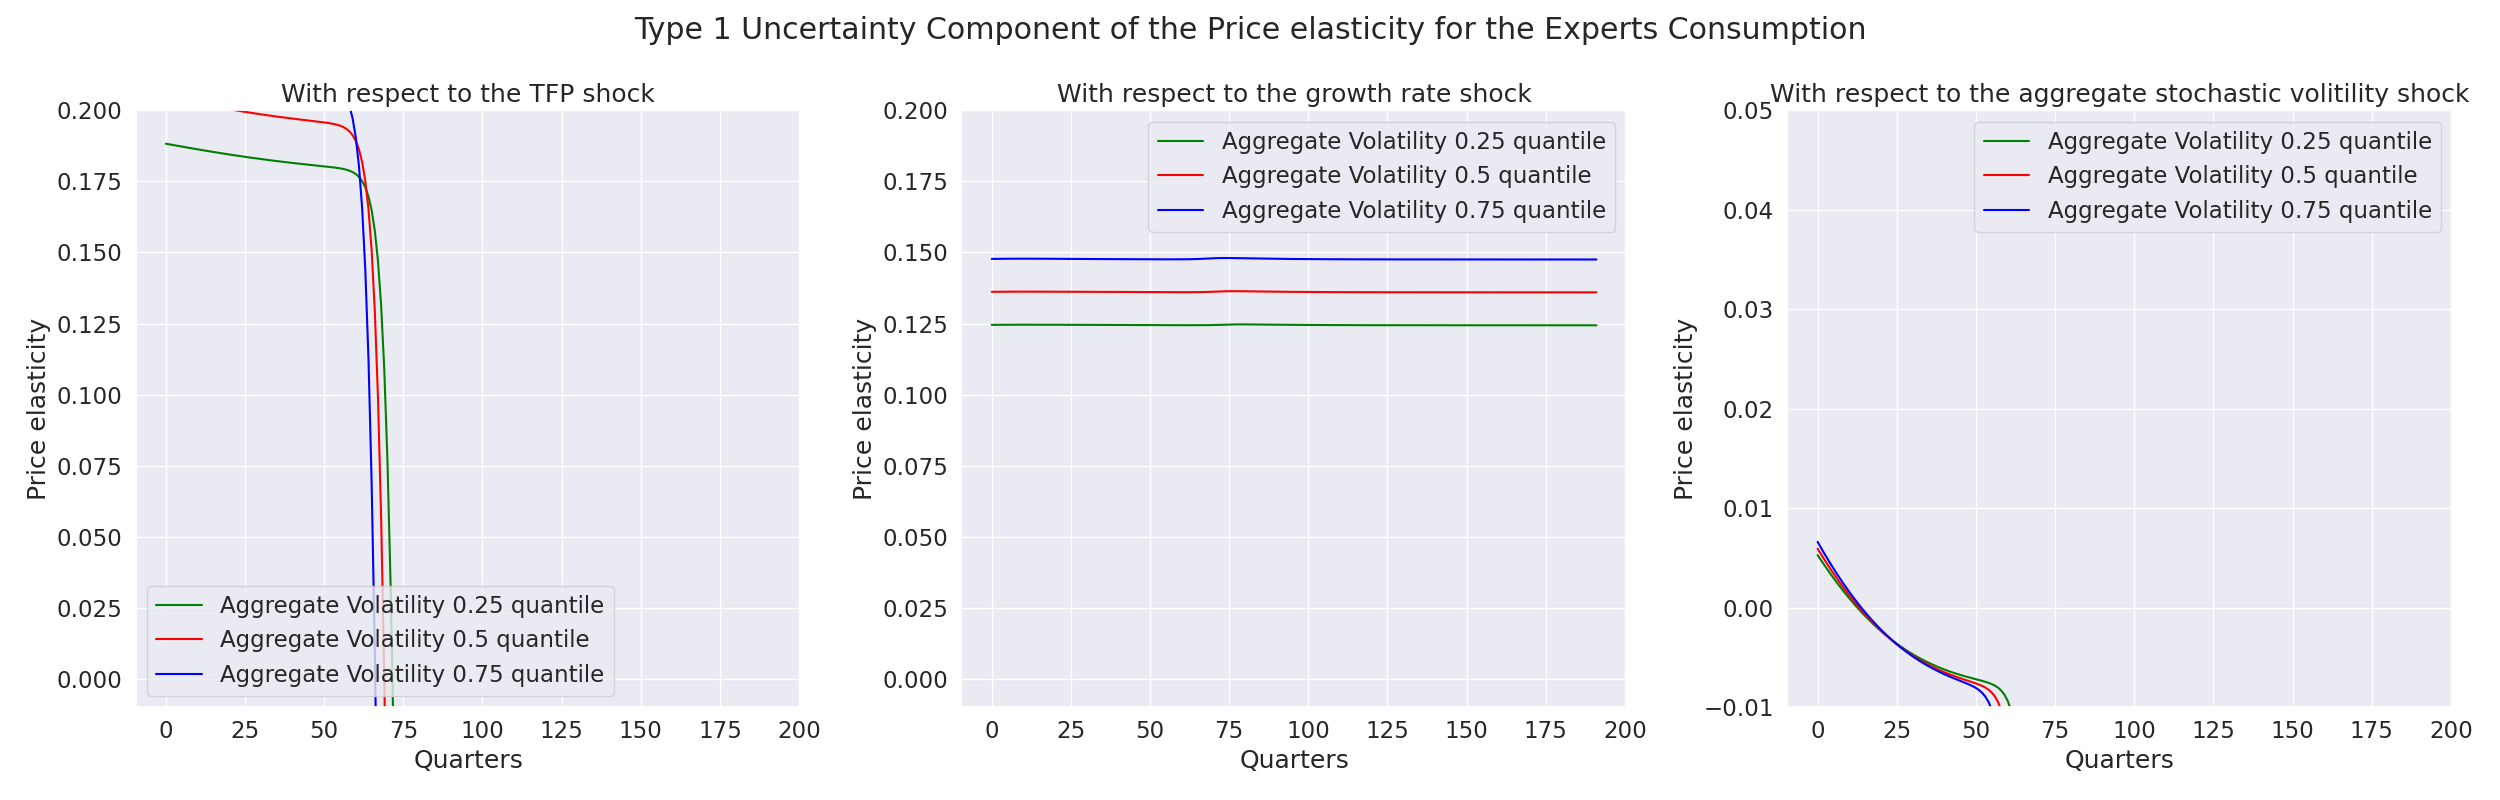 Type 1 Uncertainty Component of the Price elasticity for the Experts Consumption
With respect to the TFP shock
0.200
0.175
0.150
0.125
0.100
0.075
0.050
0.025
0.000
Price elasticity
Aggregate Volatility 0.25 quantile
Aggregate Volatility 0.5 quantile
Aggregate Volatility 0.75 quantile
0 25 50 75 100 125 150 175 200
Quarters
With respect to the growth rate shock
0.200
0.175
0.150
0.125
0.100
0.075
0.050
0.025
0.000
Price elasticity
Aggregate Volatility 0.25 quantile
Aggregate Volatility 0.5 quantile
Aggregate Volatility 0.75 quantile
0 25 50 75 100 125 150 175 200
Quarters
With respect to the aggregate stochastic volitility shock
0.05
0.04
0.03
0.02
0.01
0.00
−0.01
Price elasticity
Aggregate Volatility 0.25 quantile
Aggregate Volatility 0.5 quantile
Aggregate Volatility 0.75 quantile
0 25 50 75 100 125 150 175 200
Quarters